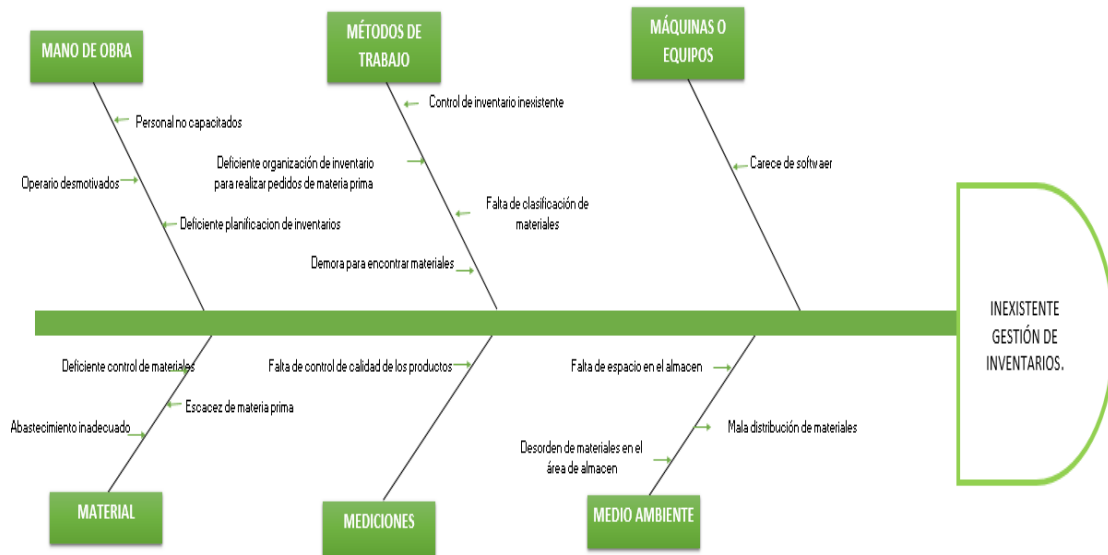 MANO DE OBRA
MÉTODOS DE
TRABAJO
MÁQUINAS O
EQUIPOS
Personal no capacitados
Operario desmotivados
Deficiente planificacion de inventarios
Control de inventario inexistente
Deficiente organización de inventario
para realizar pedidos de materia prima
Falta de clasificación de
materiales
Demora para encontrar materiales
Carece de softwaer
INEXISTENTE
GESTIÓN DE
INVENTARIOS.
Deficiente control de materiales
Escacez de materia prima
Abastecimiento inadecuado
Falta de control de calidad de los productos
Falta de espacio en el almacen
Mala distribución de materiales
Desorden de materiales en el
área de almacen
MATERIAL
MEDICIONES
MEDIO AMBIENTE